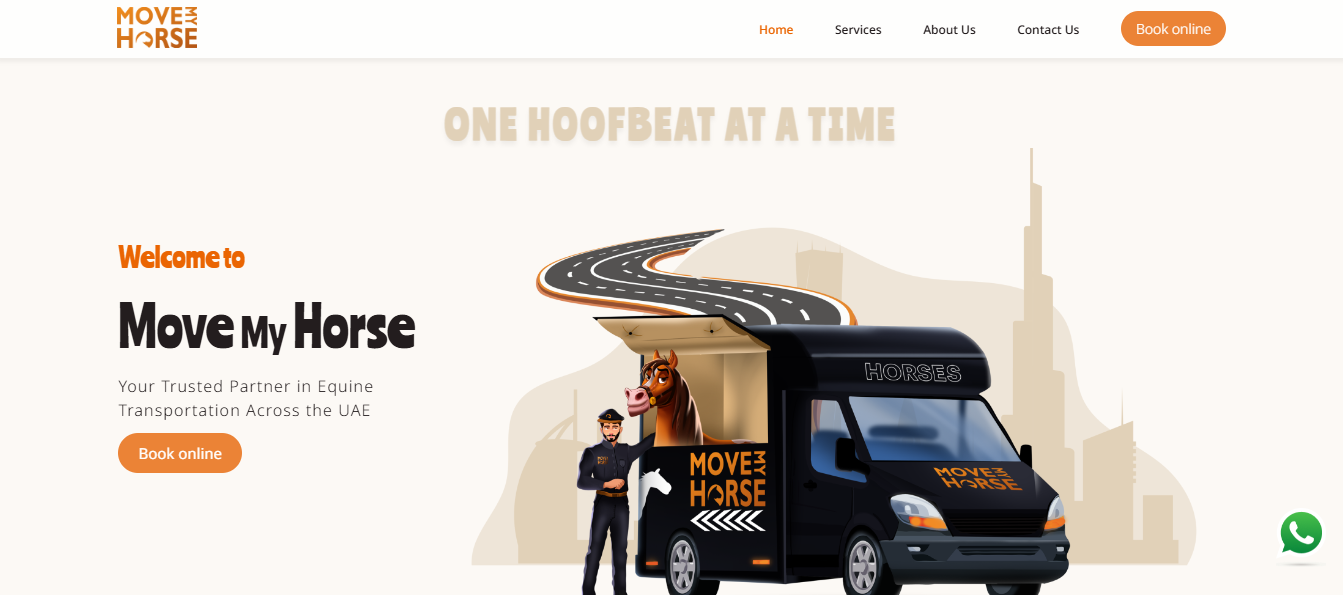 MOVE MY
HORSE
Home
Services
About Us
Contact Us
Book online
ONE HOOFBEAT AT A TIME
Welcome to
Move My Horse
Your Trusted Partner in Equine
Transportation Across the UAE
Book online
HORSES
MOVE MY
HORSE
MOVE MY
HORSE